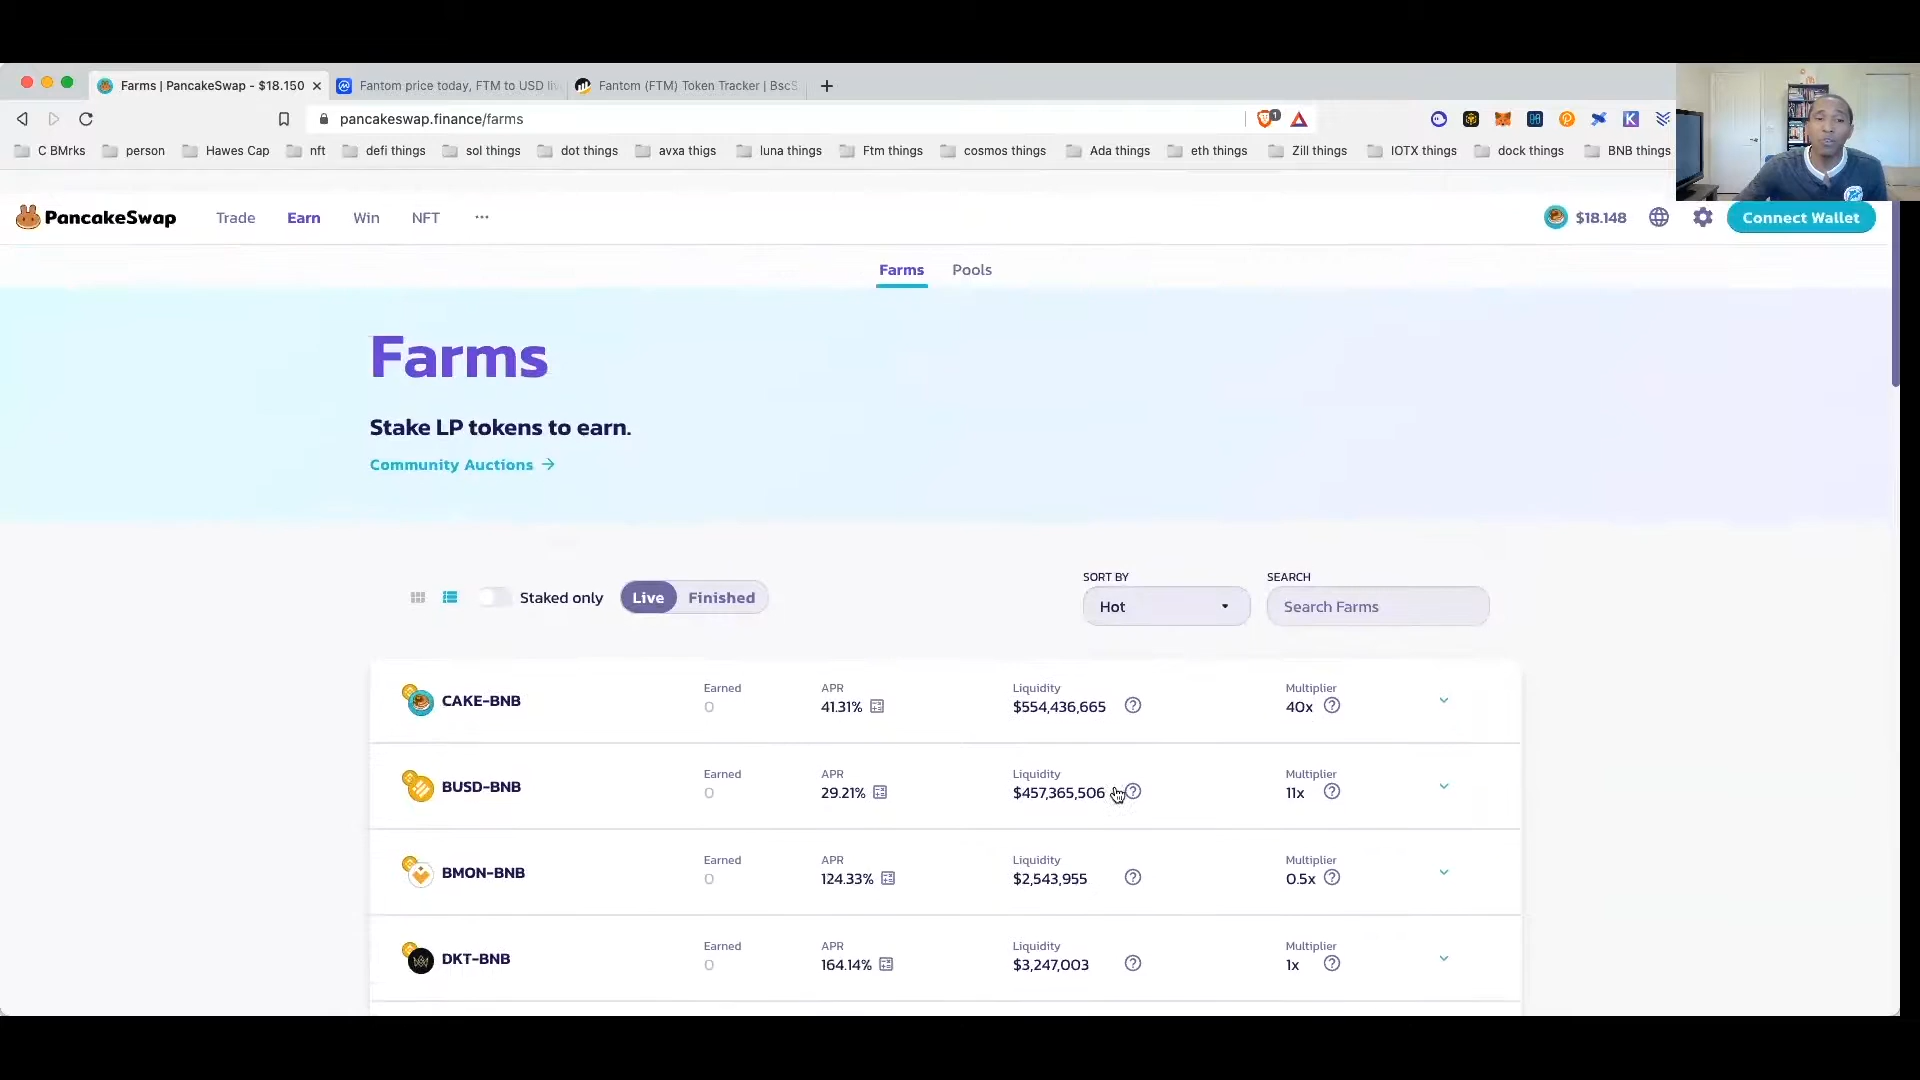 Farms | PancakeSwap - $18.150
Fantom price today, FTM to USD liv
Fantom (FTM) Token Tracker | BscS
pancakeswap.finance/farms
1
C BMrks
person
Hawes Cap
nft
defi things
sol things
dot things
avxa thigs
luna things
Ftm things
cosmos things
Ada things
eth things
Zill things
IOTX things
dock things
BNB things
PancakeSwap
Trade
Earn
Win
NFT
$18.148
Connect Wallet
Farms
Pools
Farms
Stake LP tokens to earn.
Community Auctions
Staked only
Live
Finished
SORT BY
Hot
SEARCH
Search Farms
CAKE-BNB
Earned
0
APR
41.31%
Liquidity
$554,436,665
Multiplier
40x
BUSD-BNB
Earned
0
APR
29.21%
Liquidity
$457,365,506
Multiplier
11x
BMON-BNB
Earned
0
APR
124.33%
Liquidity
$2,543,955
Multiplier
0.5x
DKT-BNB
Earned
0
APR
164.14%
Liquidity
$3,247,003
Multiplier
1x